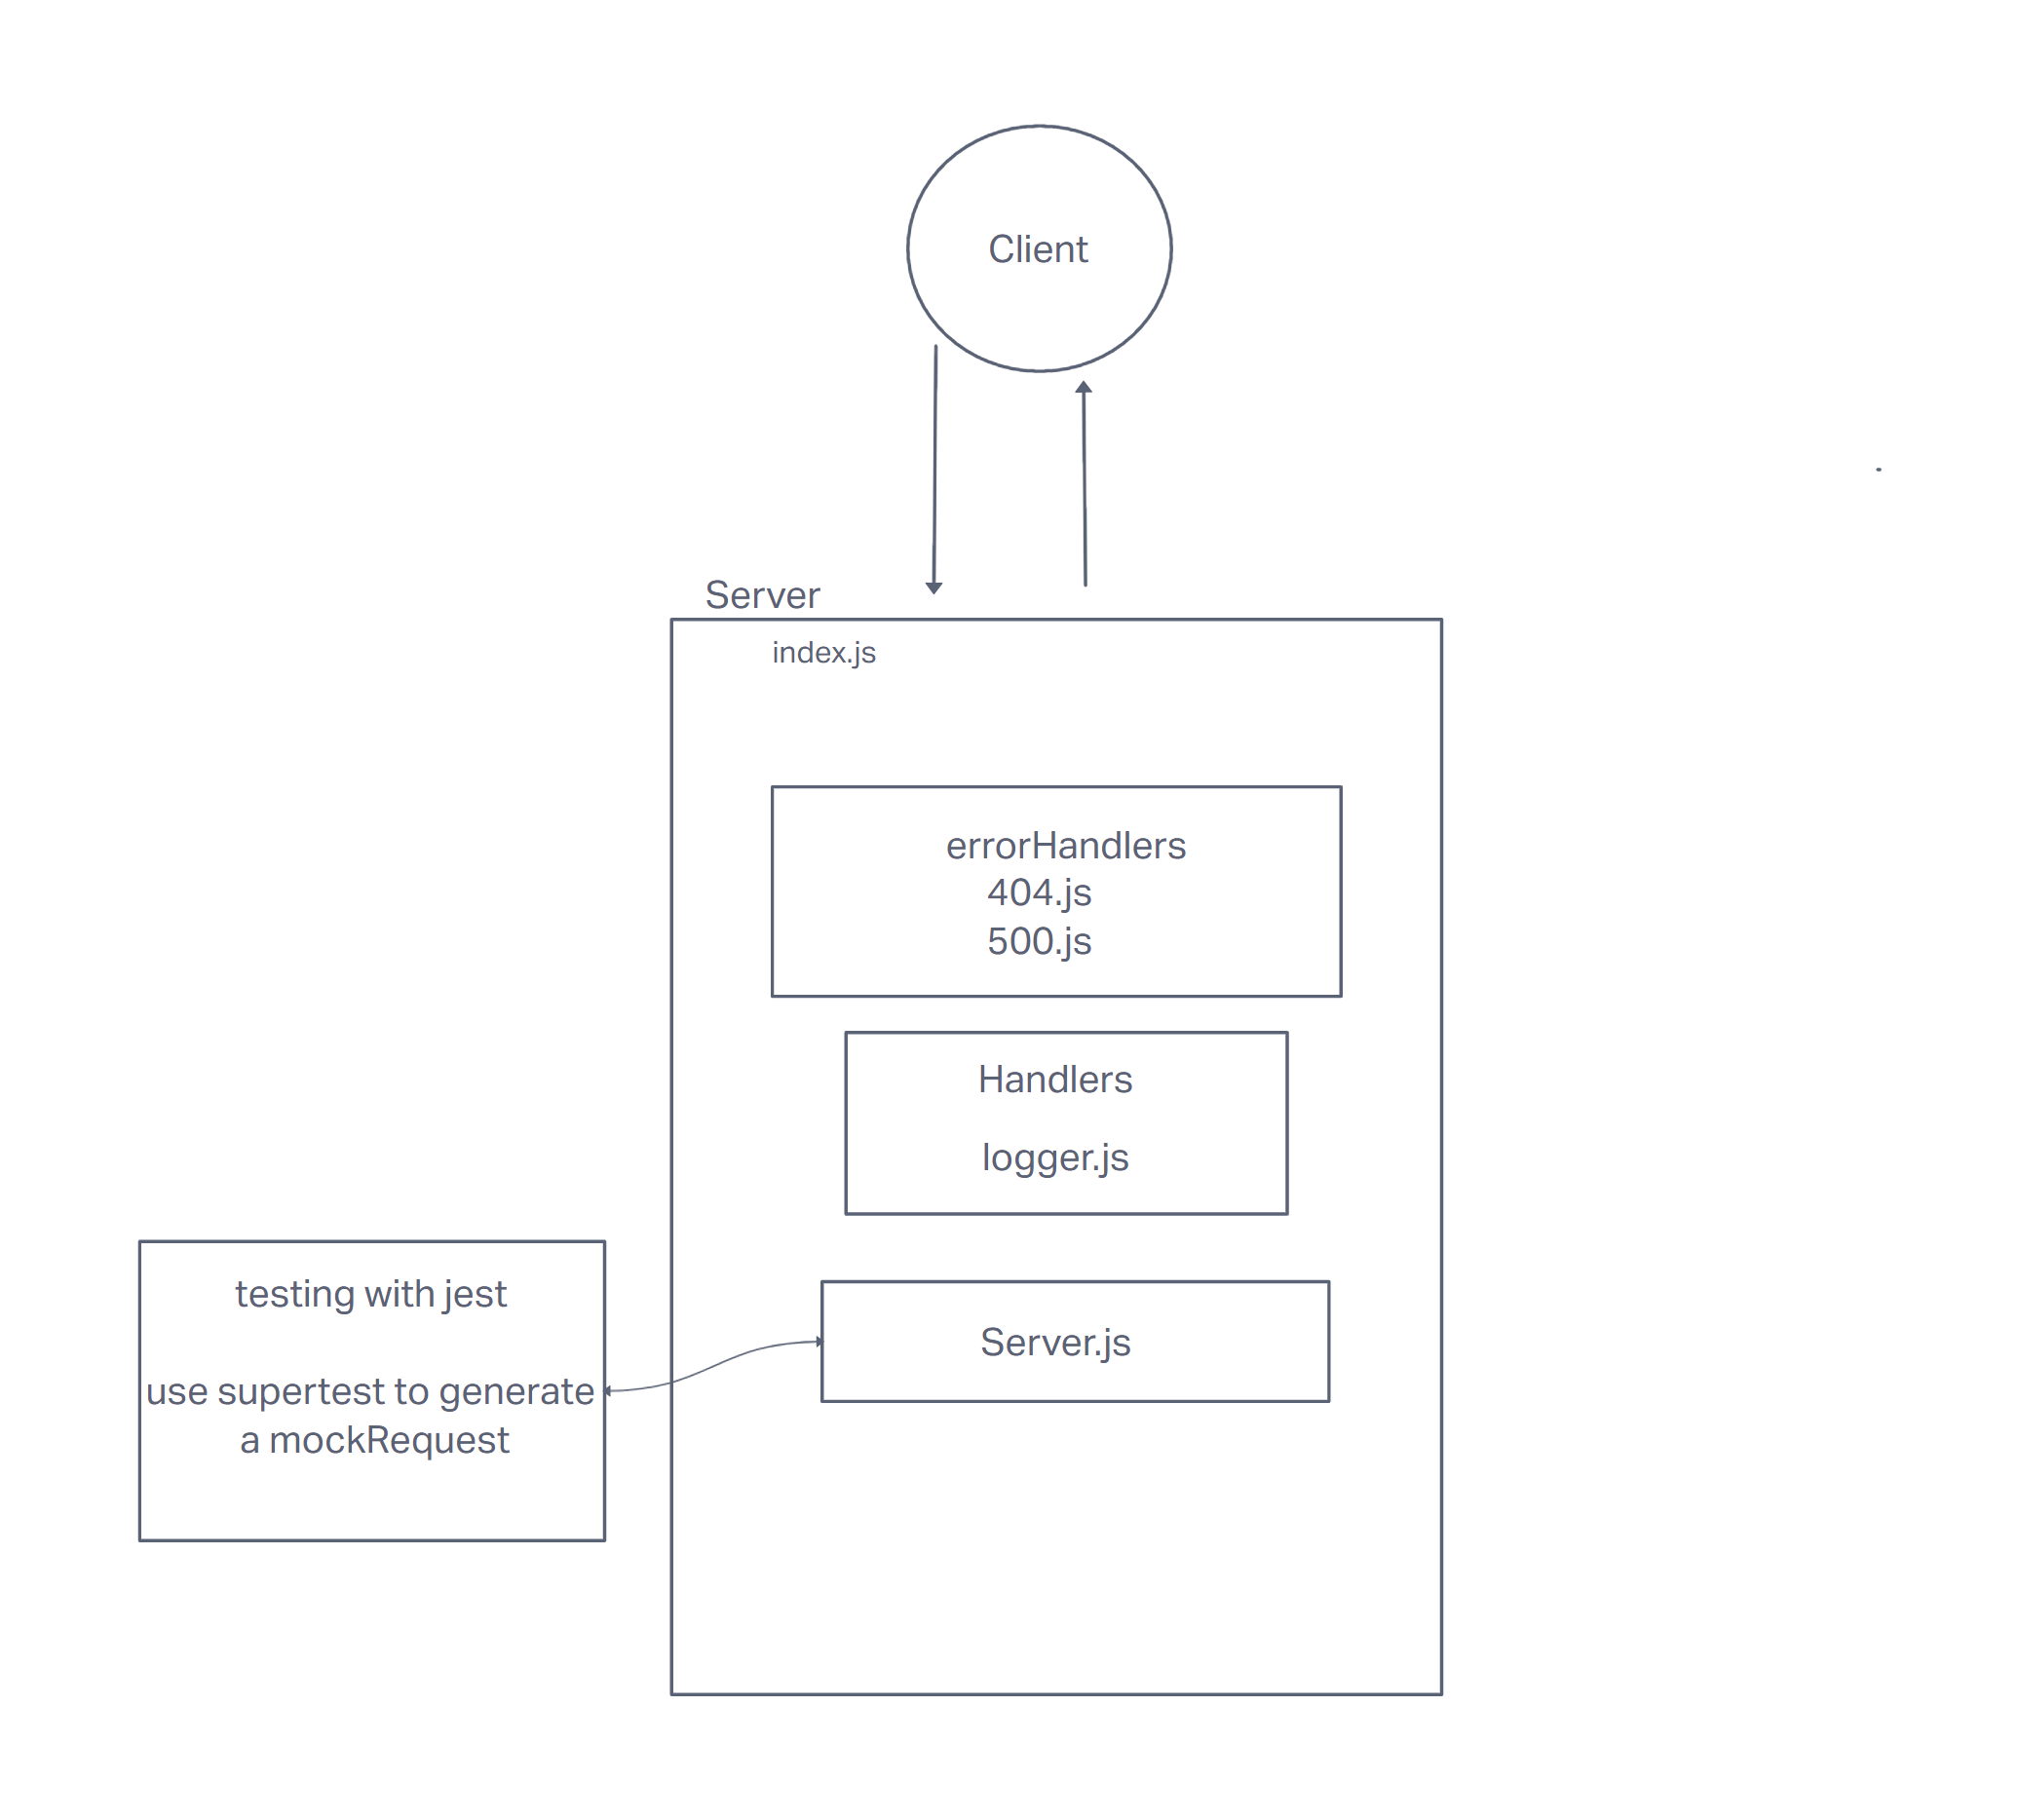 Client
Server
index.js
errorHandlers
404.js
500.js
Handlers
logger.js
testing with jest
use supertest to generate
a mockRequest
Server.js